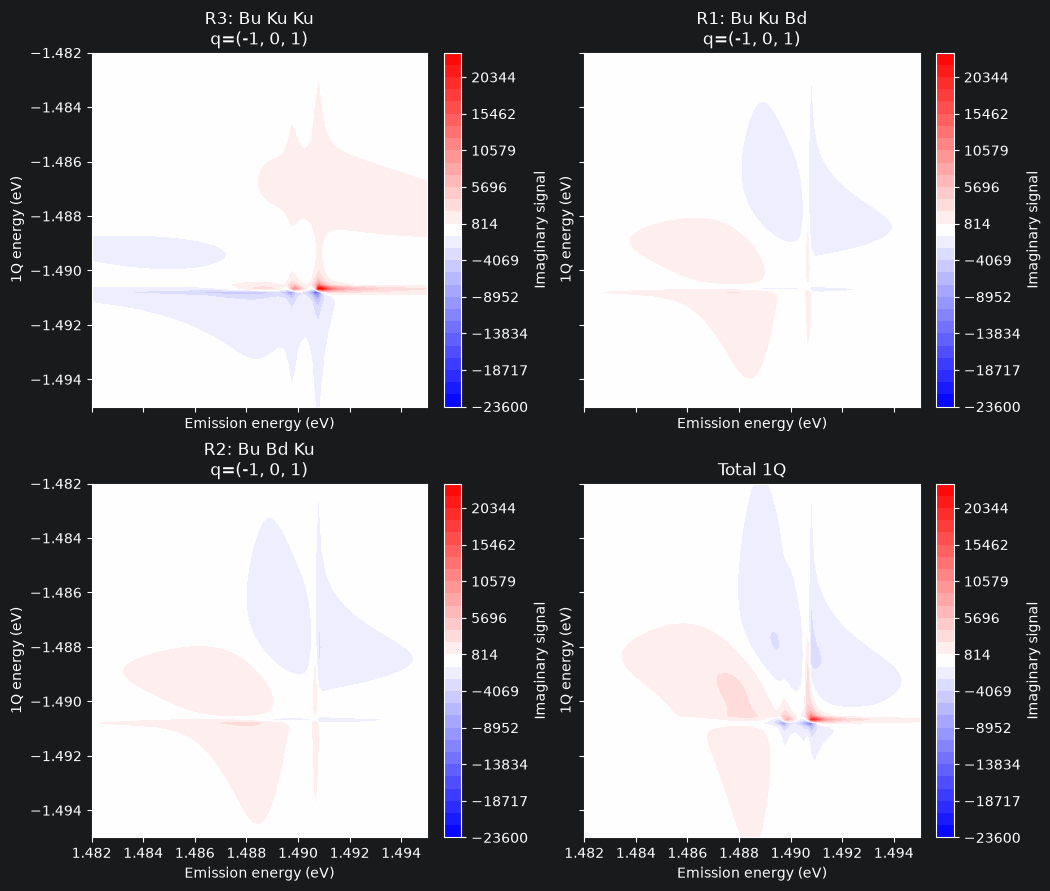 R3: Bu Ku Ku
q=(-1, 0, 1)
1Q energy (eV)
−1.482
−1.484
−1.486
−1.488
−1.490
−1.492
−1.494
Emission energy (eV)
20344
15462
10579
5696
814
−4069
−8952
−13834
−18717
−23600
Imaginary signal
R1: Bu Ku Bd
q=(-1, 0, 1)
1Q energy (eV)
Emission energy (eV)
20344
15462
10579
5696
814
−4069
−8952
−13834
−18717
−23600
Imaginary signal
R2: Bu Bd Ku
q=(-1, 0, 1)
1Q energy (eV)
−1.482
−1.484
−1.486
−1.488
−1.490
−1.492
−1.494
1.482 1.484 1.486 1.488 1.490 1.492 1.494
Emission energy (eV)
20344
15462
10579
5696
814
−4069
−8952
−13834
−18717
−23600
Imaginary signal
Total 1Q
1Q energy (eV)
1.482 1.484 1.486 1.488 1.490 1.492 1.494
Emission energy (eV)
20344
15462
10579
5696
814
−4069
−8952
−13834
−18717
−23600
Imaginary signal